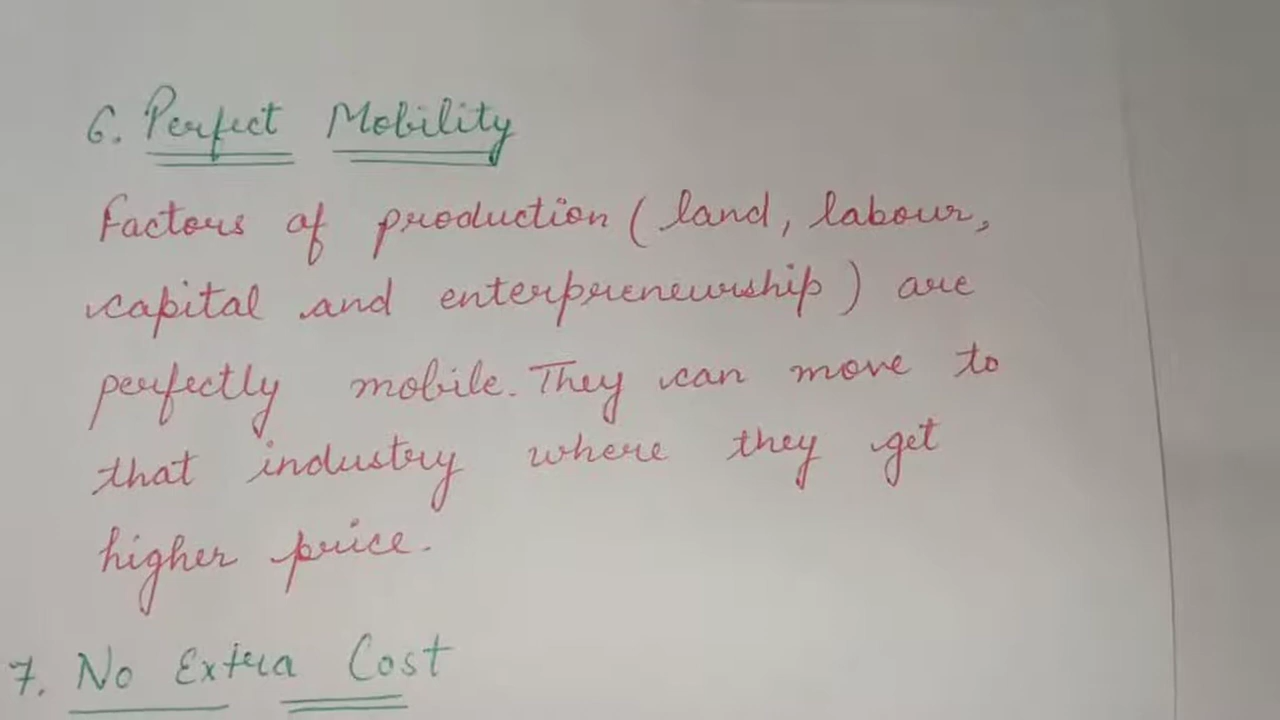 6. Perfect Mobility
Factors of production (land, labour,
capital and enterpreneurship) are
perfectly mobile. They can move to
that industry where they get
higher price.
7. No Extra Cost